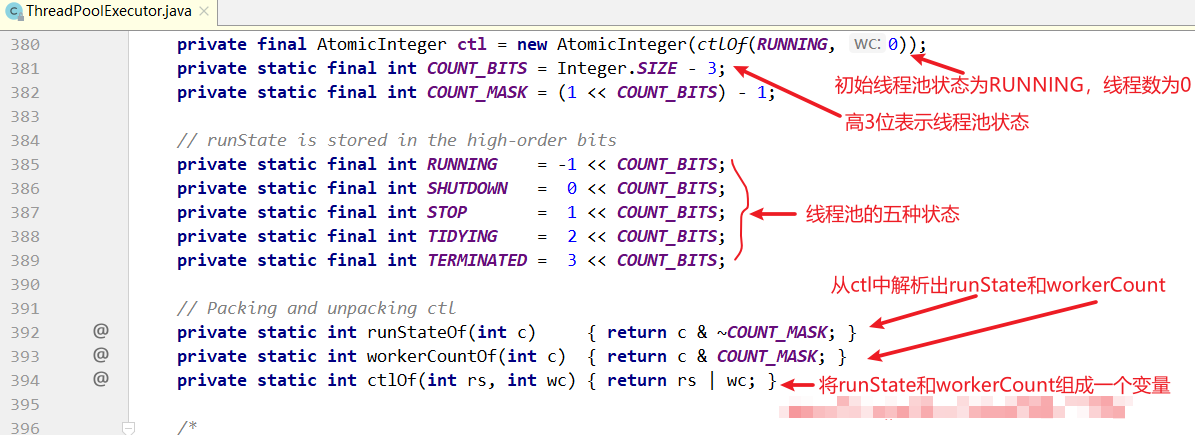 ThreadPoolExecutor.java
380 private final AtomicInteger ctl = new AtomicInteger(ctlOf(RUNNING, wc: 0));
381 private static final int COUNT_BITS = Integer.SIZE - 3;
初始线程池状态为RUNNING，线程数为0
382 private static final int COUNT_MASK = (1 << COUNT_BITS) - 1;
高3位表示线程池状态
383
384 // runState is stored in the high-order bits
385 private static final int RUNNING = -1 << COUNT_BITS;
386 private static final int SHUTDOWN = 0 << COUNT_BITS;
387 private static final int STOP = 1 << COUNT_BITS;
线程池的五种状态
388 private static final int TIDYING = 2 << COUNT_BITS;
389 private static final int TERMINATED = 3 << COUNT_BITS;
390
从ctl中解析出runState和workerCount
391 // Packing and unpacking ctl
392 @ private static int runStateOf(int c) { return c & ~COUNT_MASK; }
393 @ private static int workerCountOf(int c) { return c & COUNT_MASK; }
394 @ private static int ctlOf(int rs, int wc) { return rs | wc; }
将runState和workerCount组成一个变量
395
396 /*